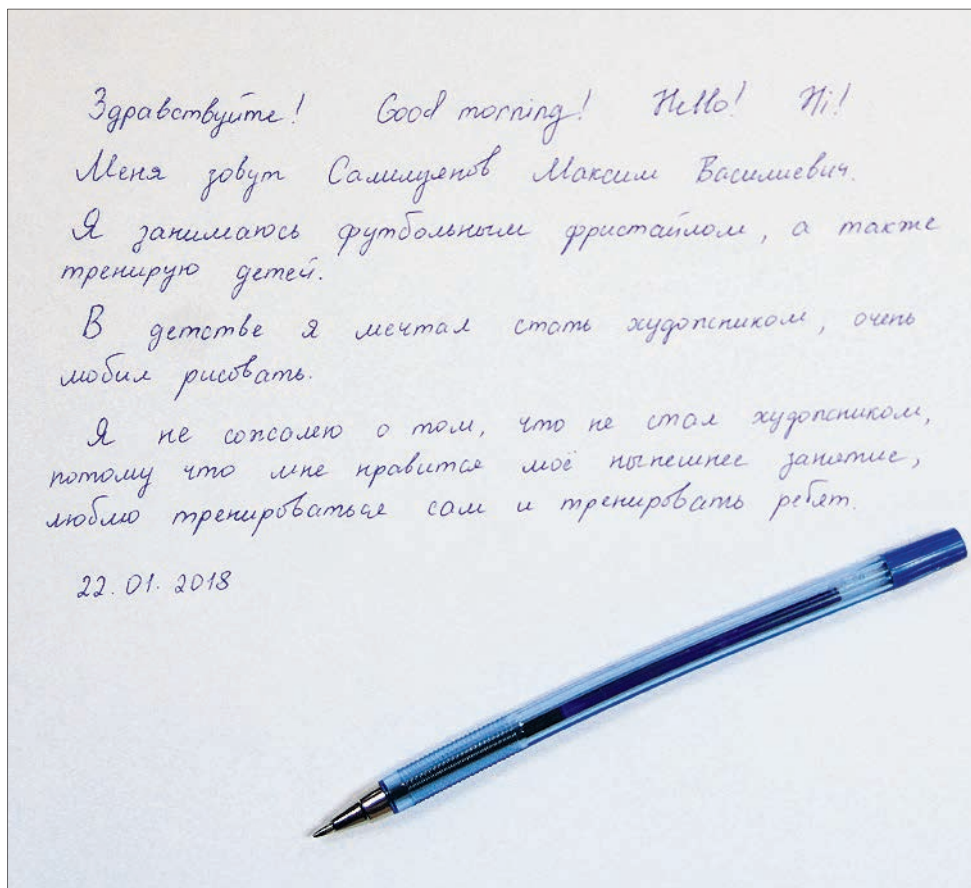 Здравствуйте! Good morning! Hello! Hi!
Меня зовут Максим Василиевич.
Я занимаюсь футбольным фристайлом, а также
тренирую детей.
В детстве я мечтал стать художником, очень
любил рисовать.
Я не сожалею о том, что не стал художником,
потому что мне нравится моё нынешнее занятие,
люблю тренироваться сам и тренировать ребят.
22.01.2018